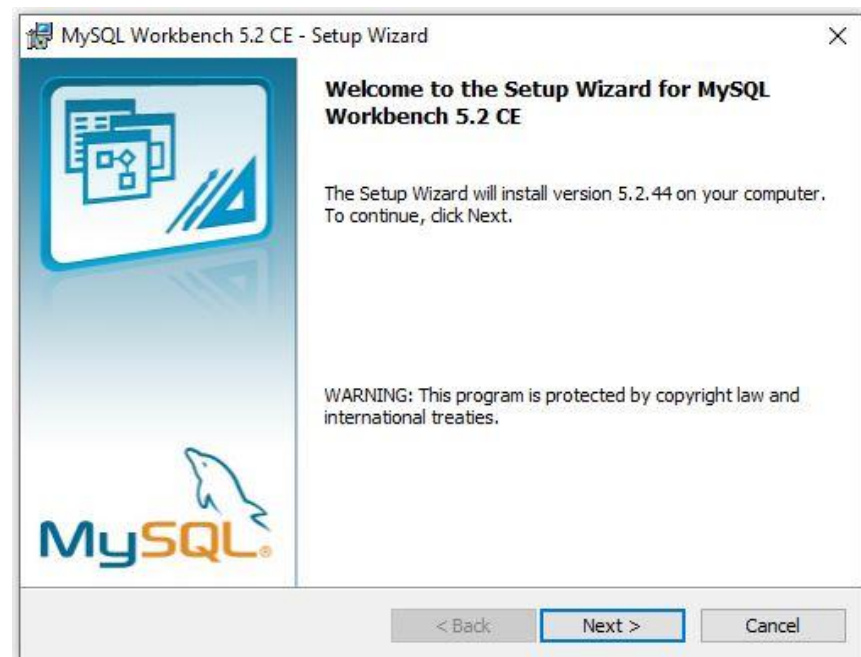 MySQL Workbench 5.2 CE - Setup Wizard
Welcome to the Setup Wizard for MySQL
Workbench 5.2 CE
The Setup Wizard will install version 5.2.44 on your computer.
To continue, click Next.
WARNING: This program is protected by copyright law and
international treaties.
MySQL®
< Back Next > Cancel